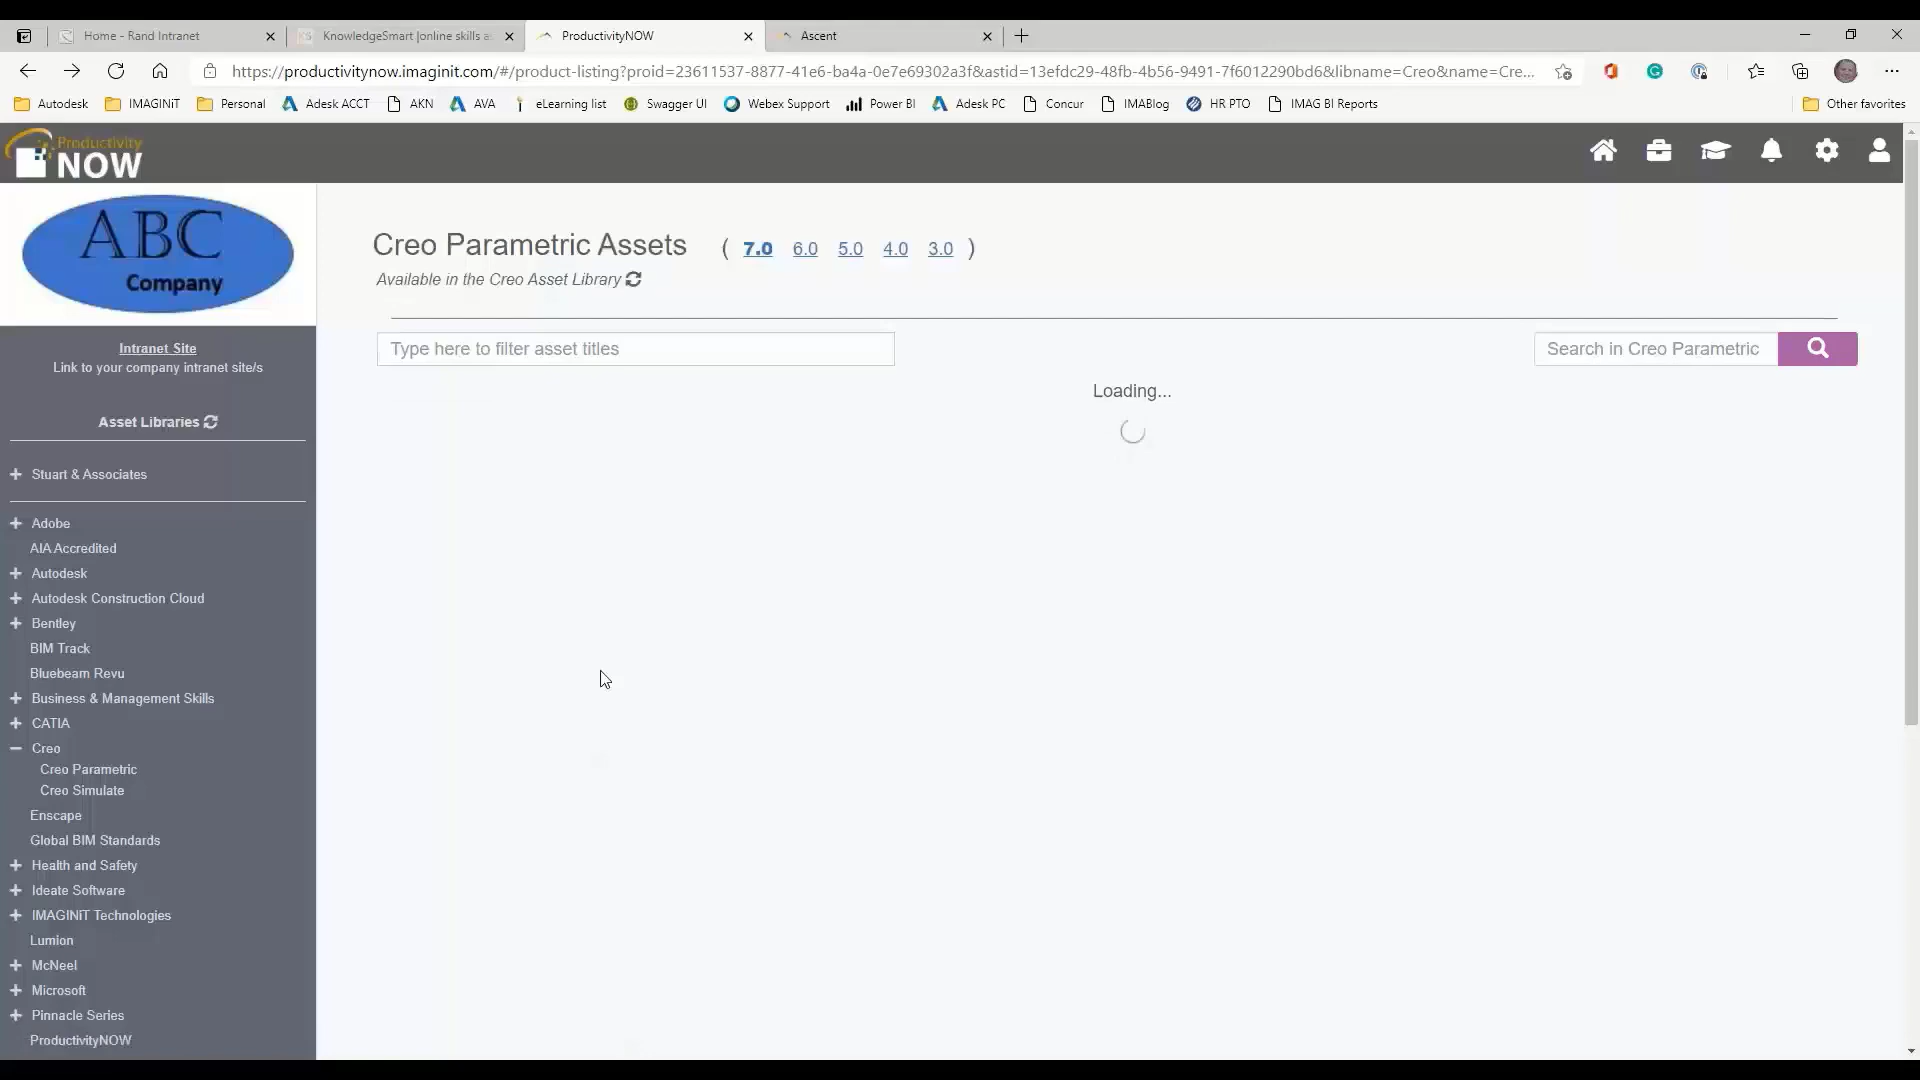 Home - Rand Intranet
KnowledgeSmart |online skills as
ProductivityNOW
Ascent
https://productivitynow.imaginit.com/#/product-listing?proid=23611537-8877-41e6-ba4a-0e7e69302a3f&astid=13efdc29-48fb-4b56-9491-7f6012290bd6&libname=Creo&name=Cre...
Autodesk IMAGINiT Personal Adesk ACCT AKN AVA eLearning list Swagger UI Webex Support Power BI Adesk PC Concur IMABlog HR PTO IMAG BI Reports Other favorites
Productivity
NOW
ABC
Company
Intranet Site
Link to your company intranet site/s
Asset Libraries
Stuart & Associates
Adobe
AIA Accredited
Autodesk
Autodesk Construction Cloud
Bentley
BIM Track
Bluebeam Revu
Business & Management Skills
CATIA
Creo
Creo Parametric
Creo Simulate
Enscape
Global BIM Standards
Health and Safety
Ideate Software
IMAGINiT Technologies
Lumion
McNeel
Microsoft
Pinnacle Series
ProductivityNOW
Creo Parametric Assets ( 7.0 6.0 5.0 4.0 3.0 )
Available in the Creo Asset Library
Type here to filter asset titles
Search in Creo Parametric
Loading...